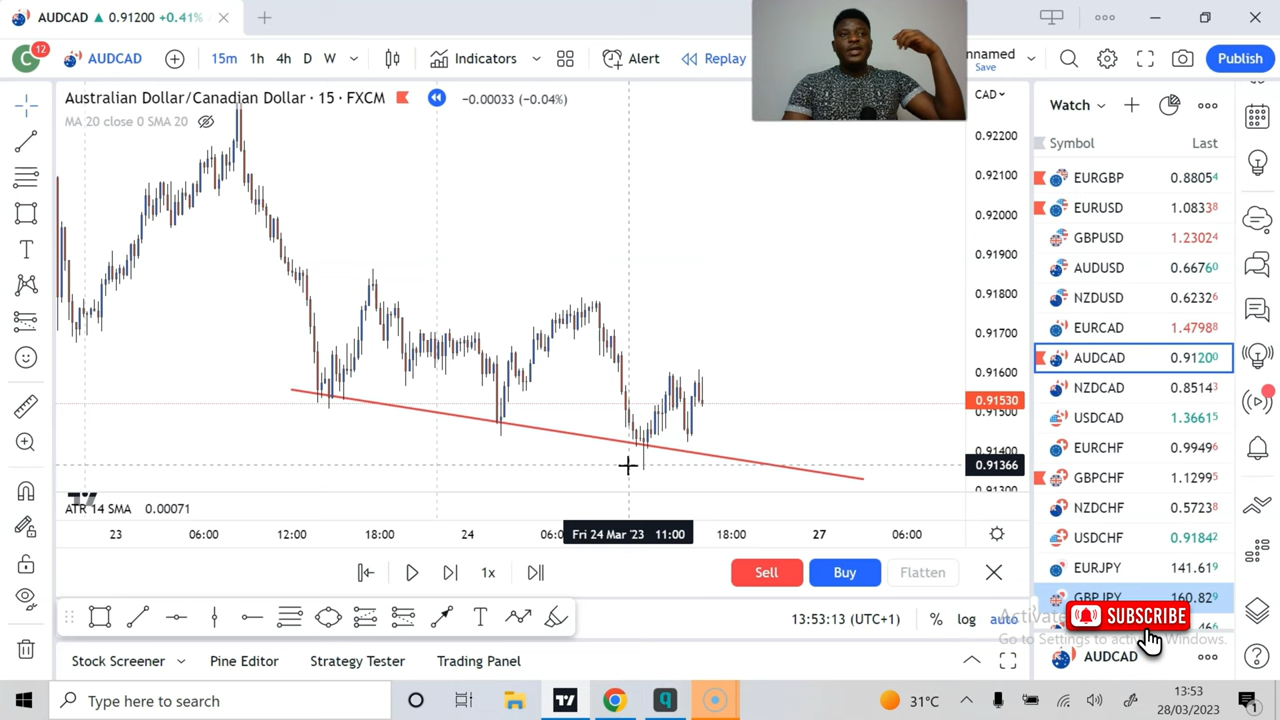 AUDCAD ▲ 0.91200 +0.41%
12
AUDCAD
15m 1h 4h D W
Indicators
Alert
Replay
nnamed
Save
Publish
Australian Dollar/Canadian Dollar · 15 · FXCM
−0.00033 (−0.04%)
MA 20 close 0 SMA 20
CAD
0.92200
0.92100
0.92000
0.91900
0.91800
0.91700
0.91600
0.91530
0.91500
0.91400
0.91366
0.91300
Watch
Symbol Last
EURGBP 0.88054
EURUSD 1.08338
GBPUSD 1.23024
AUDUSD 0.66760
NZDUSD 0.62326
EURCAD 1.47988
AUDCAD 0.91200
NZDCAD 0.85143
USDCAD 1.36615
EURCHF 0.99496
GBPCHF 1.12995
NZDCHF 0.57238
USDCHF 0.91842
EURJPY 141.619
GBPJPY 160.829
ATR 14 SMA 0.00071
23 06:00 12:00 18:00 24 06:0 Fri 24 Mar '23 11:00 18:00 27 06:00
1x
Sell
Buy
Flatten
13:53:13 (UTC+1)
% log auto
Activate
Go to Settings to activ Windows.
SUBSCRIBE
Stock Screener
Pine Editor
Strategy Tester
Trading Panel
AUDCAD
Type here to search
31°C
13:53
28/03/2023
1